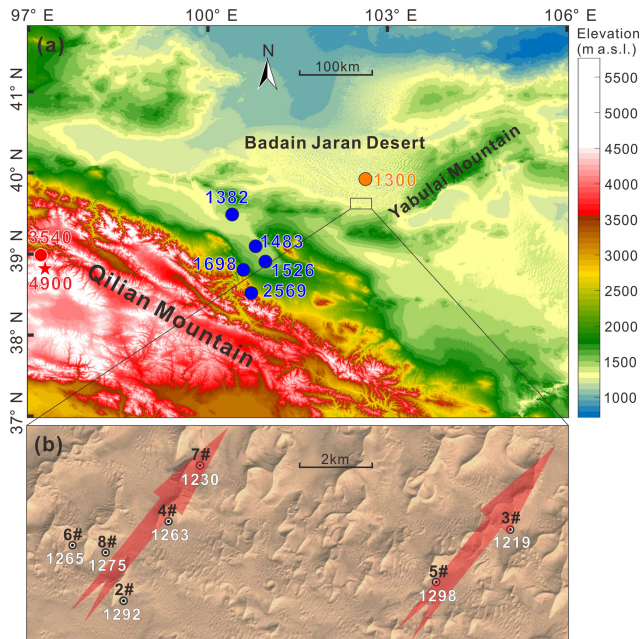 97° E
100° E
103° E
106° E
Elevation
(m a.s.l.)
(a)
N
100km
41° N
40° N
39° N
38° N
37° N
Badain Jaran Desert
Yabulai Mountain
Qilian Mountain
1300
1382
1483
1698
1526
2569
3540
4900
5500
5000
4500
4000
3500
3000
2500
2000
1500
1000
(b)
2km
7#
1230
4#
1263
6#
1265
8#
1275
2#
1292
3#
1219
5#
1298